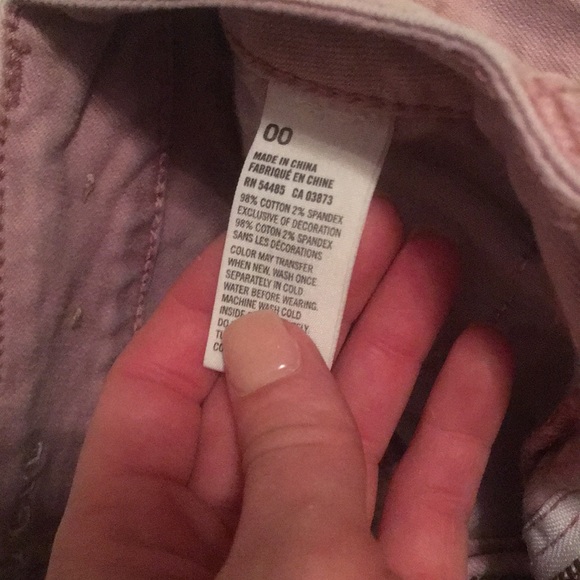 00
MADE IN CHINA
FABRIQUÉ EN CHINE
RN 54485 CA 03873
98% COTTON 2% SPANDEX
EXCLUSIVE OF DECORATION
98% COTON 2% SPANDEX
SANS LES DÉCORATIONS
COLOR MAY TRANSFER
WHEN NEW. WASH ONCE
SEPARATELY IN COLD
WATER BEFORE WEARING.
MACHINE WASH COLD
INSIDE